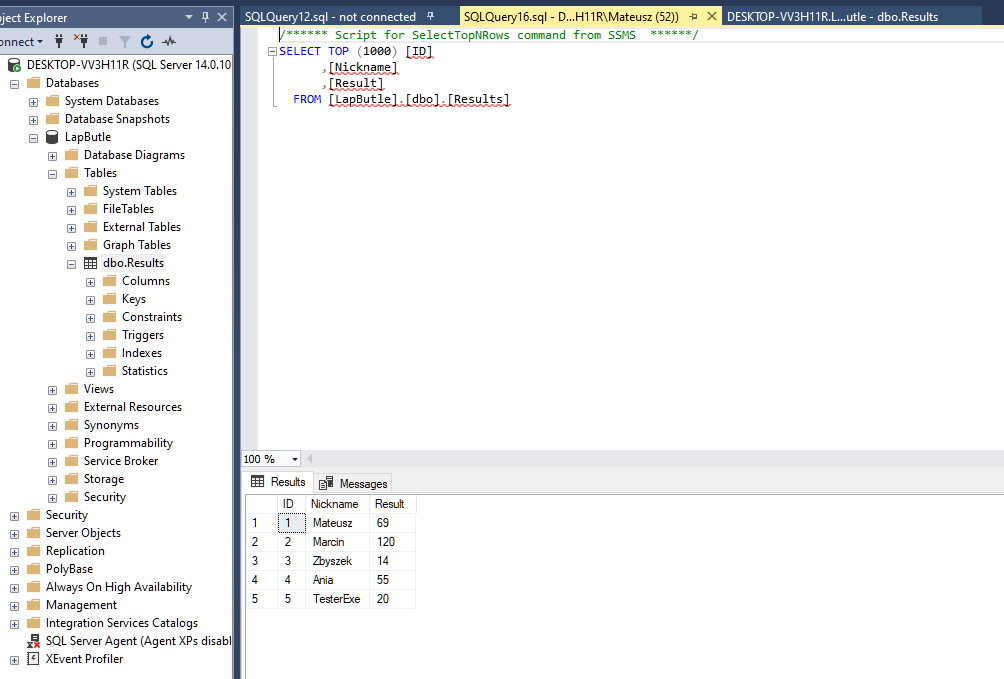 ject Explorer
onnect
DESKTOP-VV3H11R (SQL Server 14.0.10
Databases
System Databases
Database Snapshots
LapButle
Database Diagrams
Tables
System Tables
FileTables
External Tables
Graph Tables
dbo.Results
Columns
Keys
Constraints
Triggers
Indexes
Statistics
Views
External Resources
Synonyms
Programmability
Service Broker
Storage
Security
Security
Server Objects
Replication
PolyBase
Always On High Availability
Management
Integration Services Catalogs
SQL Server Agent (Agent XPs disabl
XEvent Profiler
SQLQuery12.sql - not connected
SQLQuery16.sql - D...H11R\Mateusz (52))
DESKTOP-VV3H11R.L...utle - dbo.Results
/****** Script for SelectTopNRows command from SSMS  ******/
SELECT TOP (1000) [ID]
,[Nickname]
,[Result]
FROM [LapButle].[dbo].[Results]
100 %
Results Messages
ID Nickname Result
1 1 Mateusz 69
2 2 Marcin 120
3 3 Zbyszek 14
4 4 Ania 55
5 5 TesterExe 20